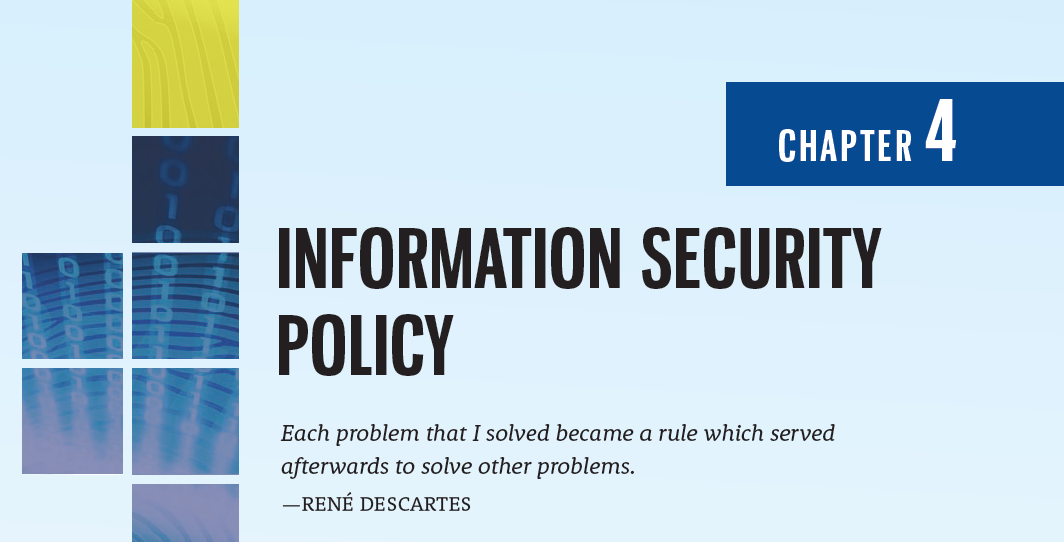 CHAPTER 4
INFORMATION SECURITY
POLICY
Each problem that I solved became a rule which served
afterwards to solve other problems.
—RENÉ DESCARTES